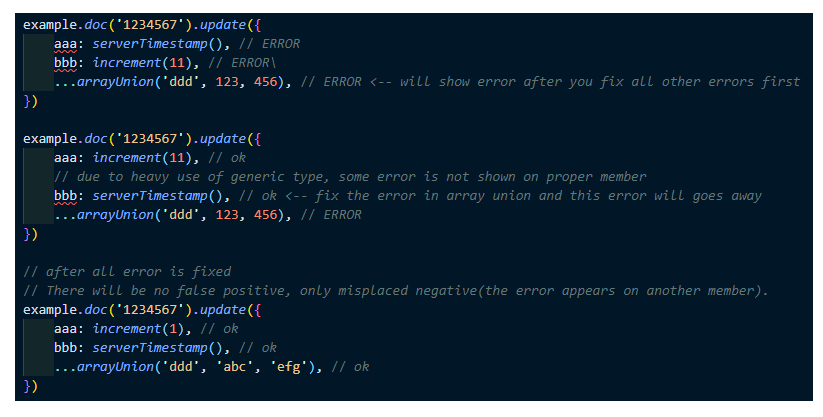 example.doc('1234567').update({
    aaa: serverTimestamp(), // ERROR
    bbb: increment(11), // ERROR\
    ...arrayUnion('ddd', 123, 456), // ERROR <-- will show error after you fix all other errors first
})
example.doc('1234567').update({
    aaa: increment(11), // ok
    // due to heavy use of generic type, some error is not shown on proper member
    bbb: serverTimestamp(), // ok <-- fix the error in array union and this error will goes away
    ...arrayUnion('ddd', 123, 456), // ERROR
})
// after all error is fixed
// There will be no false positive, only misplaced negative(the error appears on another member).
example.doc('1234567').update({
    aaa: increment(1), // ok
    bbb: serverTimestamp(), // ok
    ...arrayUnion('ddd', 'abc', 'efg'), // ok
})